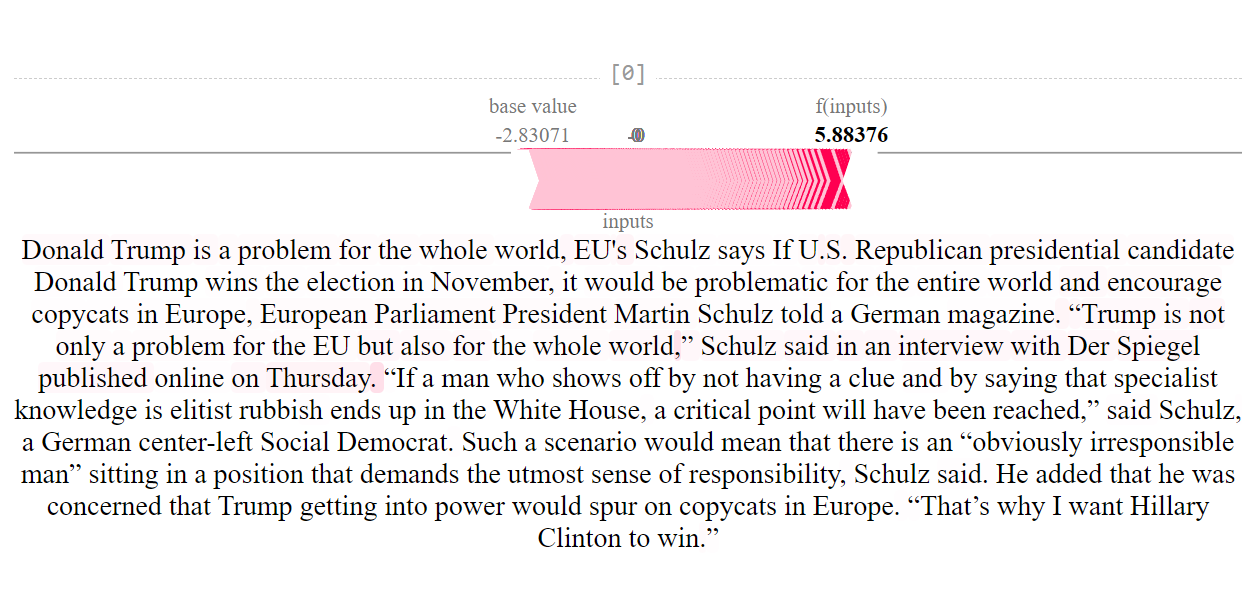 [0]
base value
f(inputs)
-2.83071
5.88376
inputs
Donald Trump is a problem for the whole world, EU's Schulz says If U.S. Republican presidential candidate
Donald Trump wins the election in November, it would be problematic for the entire world and encourage
copycats in Europe, European Parliament President Martin Schulz told a German magazine. “Trump is not
only a problem for the EU but also for the whole world,” Schulz said in an interview with Der Spiegel
published online on Thursday. “If a man who shows off by not having a clue and by saying that specialist
knowledge is elitist rubbish ends up in the White House, a critical point will have been reached,” said Schulz,
a German center-left Social Democrat. Such a scenario would mean that there is an “obviously irresponsible
man” sitting in a position that demands the utmost sense of responsibility, Schulz said. He added that he was
concerned that Trump getting into power would spur on copycats in Europe. “That’s why I want Hillary
Clinton to win.”